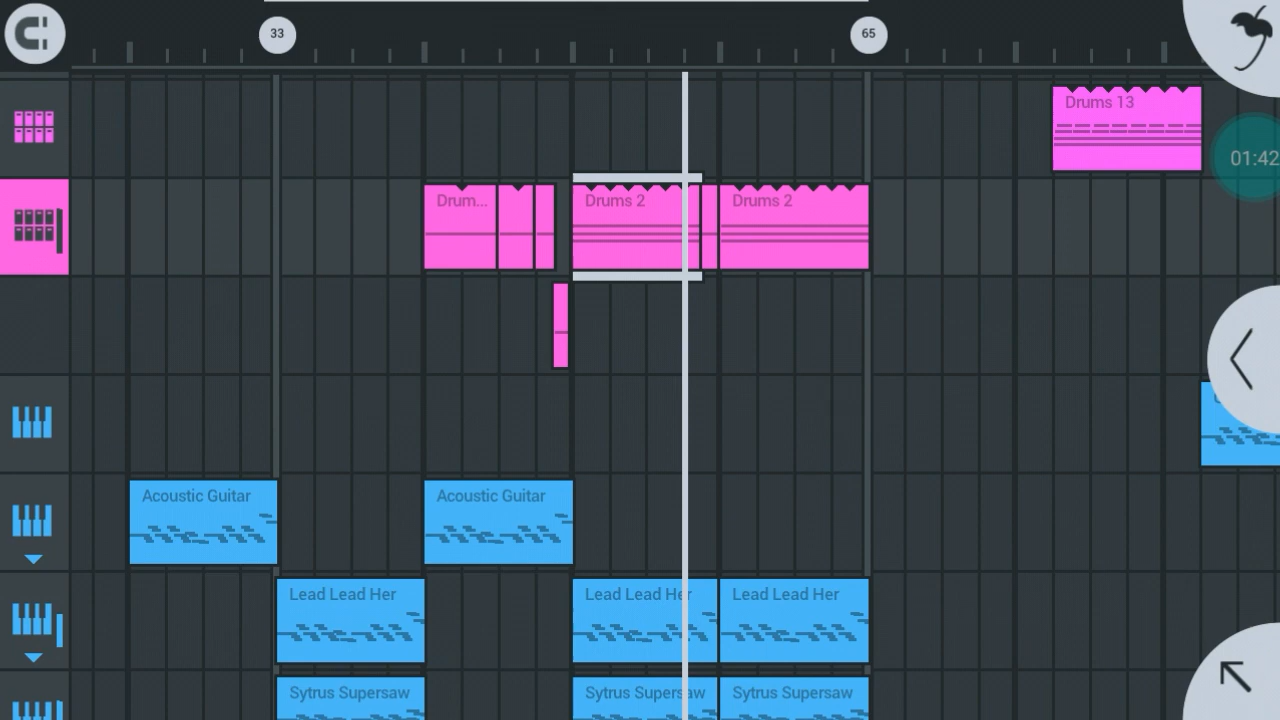 33
65
Drums 13
01:42
Drum...
Drums 2
Drums 2
Acoustic Guitar
Acoustic Guitar
Lead Lead Her
Lead Lead Her
Lead Lead Her
Sytrus Supersaw
Sytrus Supersaw
Sytrus Supersaw